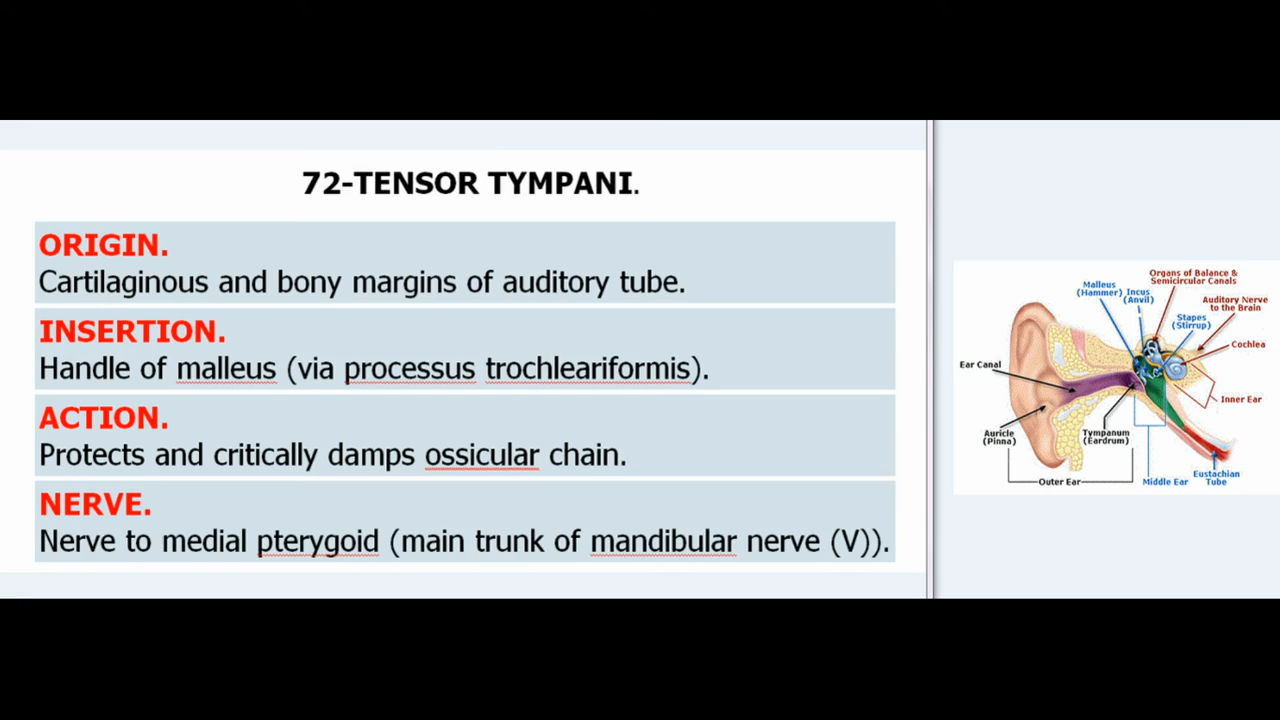 72-TENSOR TYMPANI.
ORIGIN.
Cartilaginous and bony margins of auditory tube.
INSERTION.
Handle of malleus (via processus trochleariformis).
ACTION.
Protects and critically damps ossicular chain.
NERVE.
Nerve to medial pterygoid (main trunk of mandibular nerve (V)).
Organs of Balance &
Semicircular Canals
Malleus
(Hammer)
Incus
(Anvil)
Auditory Nerve
to the Brain
Stapes
(Stirrup)
Cochlea
Ear Canal
Inner Ear
Auricle
(Pinna)
Tympanum
(Eardrum)
Outer Ear
Middle Ear
Eustachian
Tube